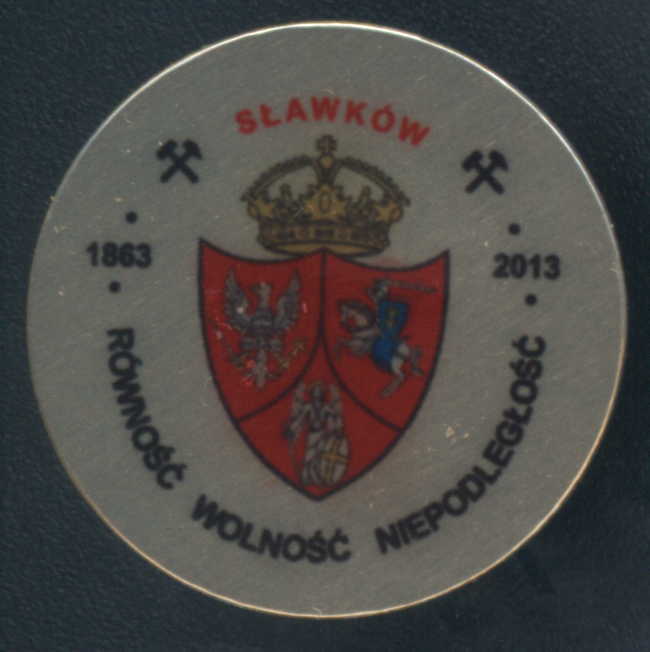 SŁAWKÓW
1863
2013
RÓWNOŚĆ WOLNOŚĆ NIEPODLEGŁOŚĆ